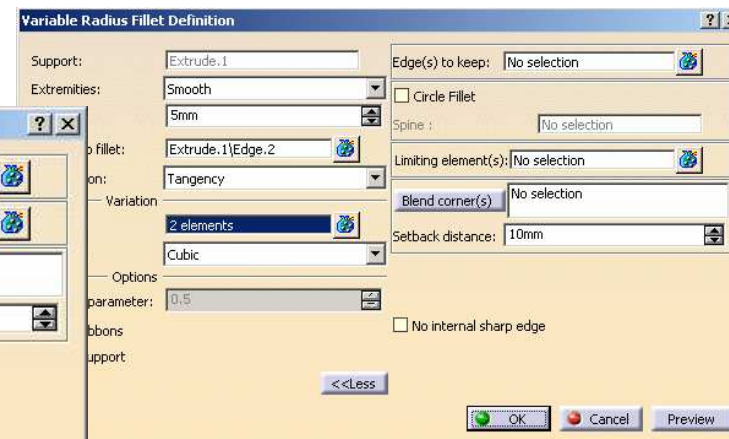 Variable Radius Fillet Definition
Support: Extrude.1
Extremities: Smooth
5mm
fillet: Extrude.1\Edge.2
on: Tangency
Variation
2 elements
Cubic
Options
parameter: 0.5
bbons
upport
<<Less
Edge(s) to keep: No selection
Circle Fillet
Spine : No selection
Limiting element(s): No selection
Blend corner(s) No selection
Setback distance: 10mm
No internal sharp edge
OK Cancel Preview